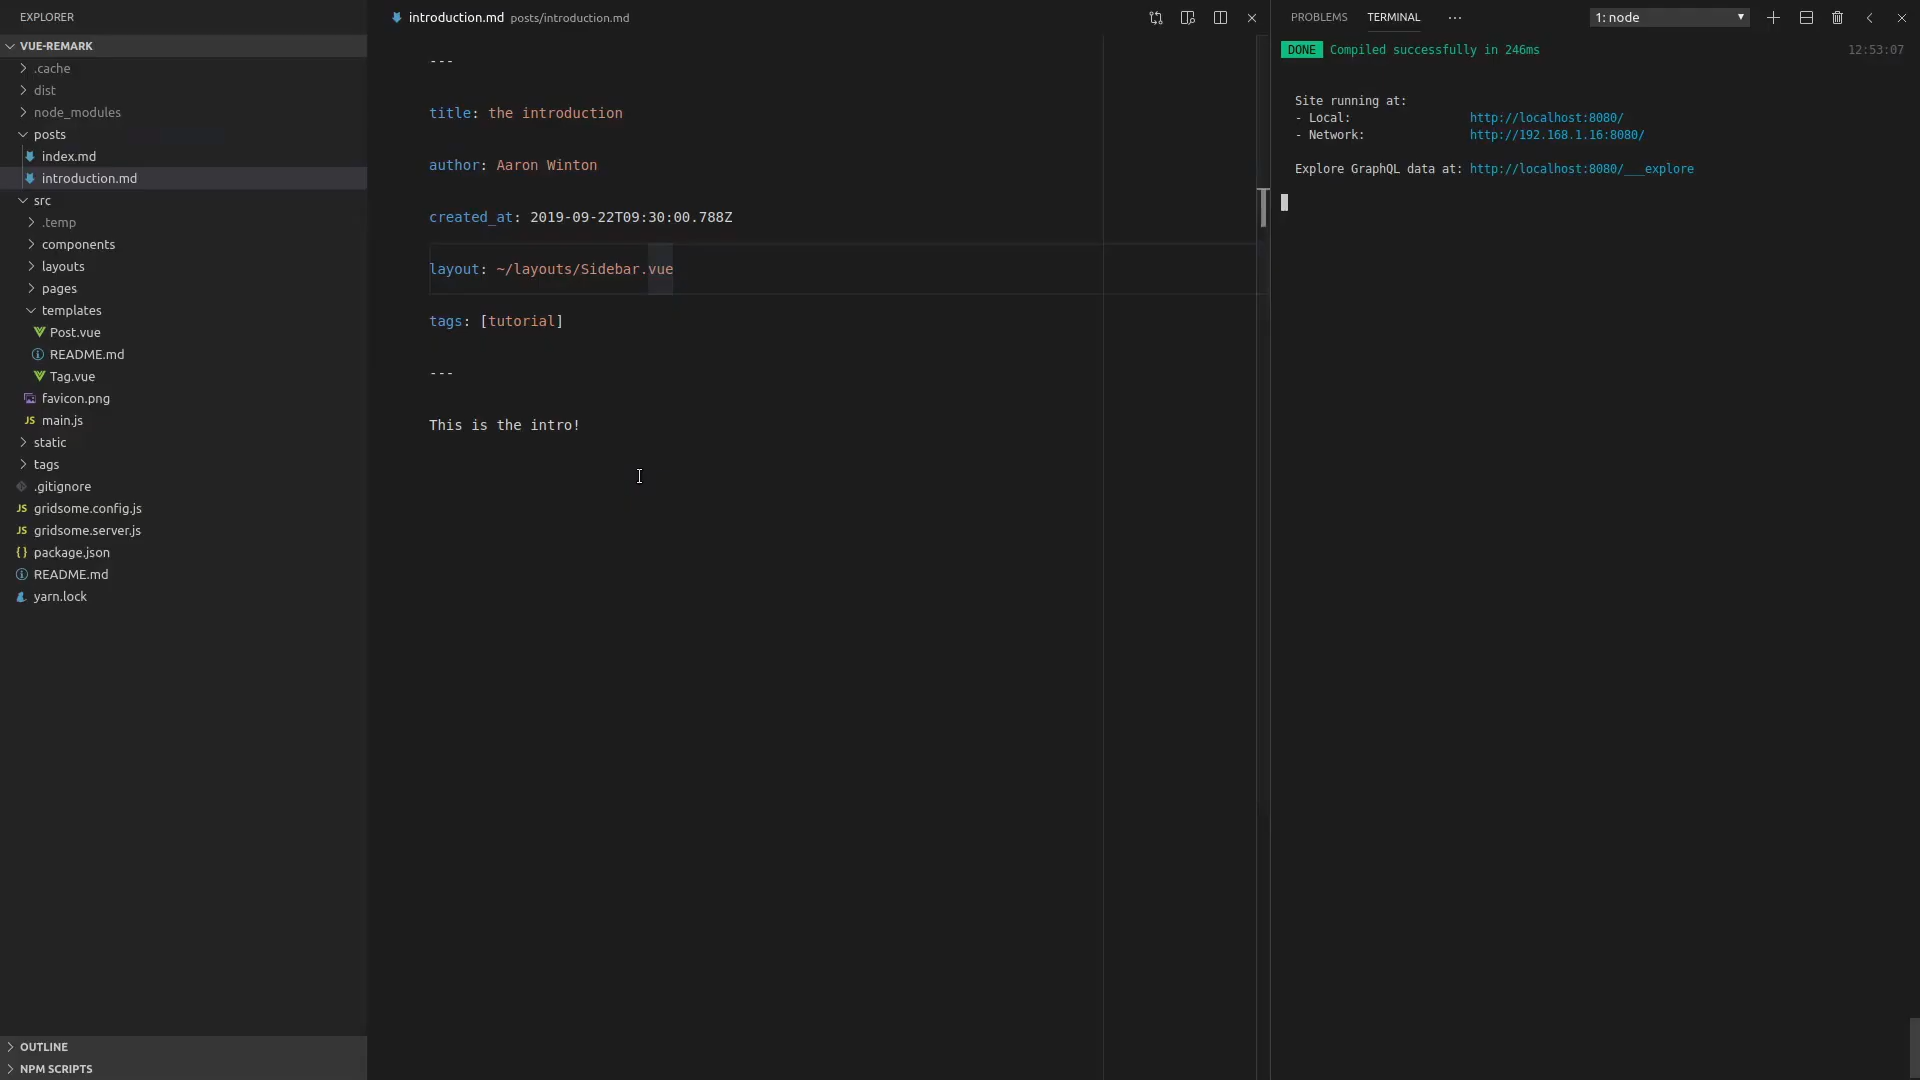 EXPLORER
VUE-REMARK
.cache
dist
node_modules
posts
index.md
introduction.md
src
.temp
components
layouts
pages
templates
Post.vue
README.md
Tag.vue
favicon.png
JS main.js
static
tags
.gitignore
JS gridsome.config.js
JS gridsome.server.js
{} package.json
README.md
yarn.lock
OUTLINE
NPM SCRIPTS
introduction.md posts/introduction.md
---
title: the introduction
author: Aaron Winton
created_at: 2019-09-22T09:30:00.788Z
layout: ~/layouts/Sidebar.vue
tags: [tutorial]
---
This is the intro!
PROBLEMS TERMINAL ... 1: node
DONE Compiled successfully in 246ms 12:53:07
Site running at:
- Local: http://localhost:8080/
- Network: http://192.168.1.16:8080/
Explore GraphQL data at: http://localhost:8080/___explore